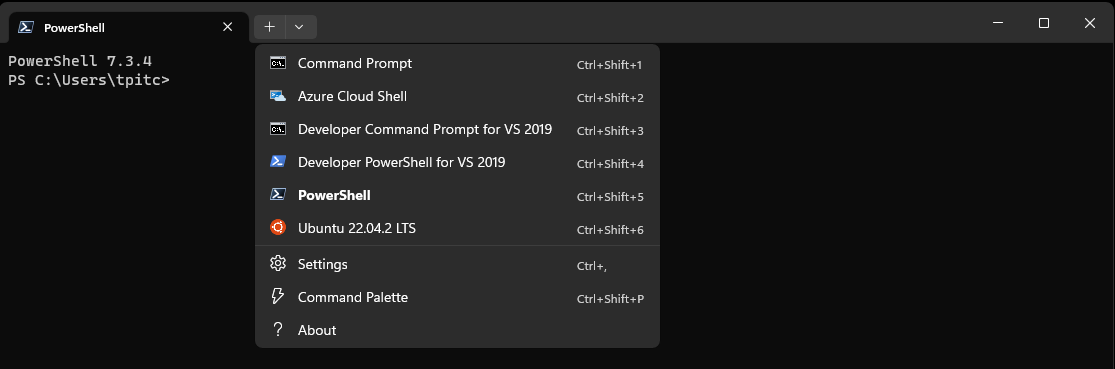 PowerShell
PowerShell 7.3.4
PS C:\Users\tpitc>
Command Prompt Ctrl+Shift+1
Azure Cloud Shell Ctrl+Shift+2
Developer Command Prompt for VS 2019 Ctrl+Shift+3
Developer PowerShell for VS 2019 Ctrl+Shift+4
PowerShell Ctrl+Shift+5
Ubuntu 22.04.2 LTS Ctrl+Shift+6
Settings Ctrl+,
Command Palette Ctrl+Shift+P
About